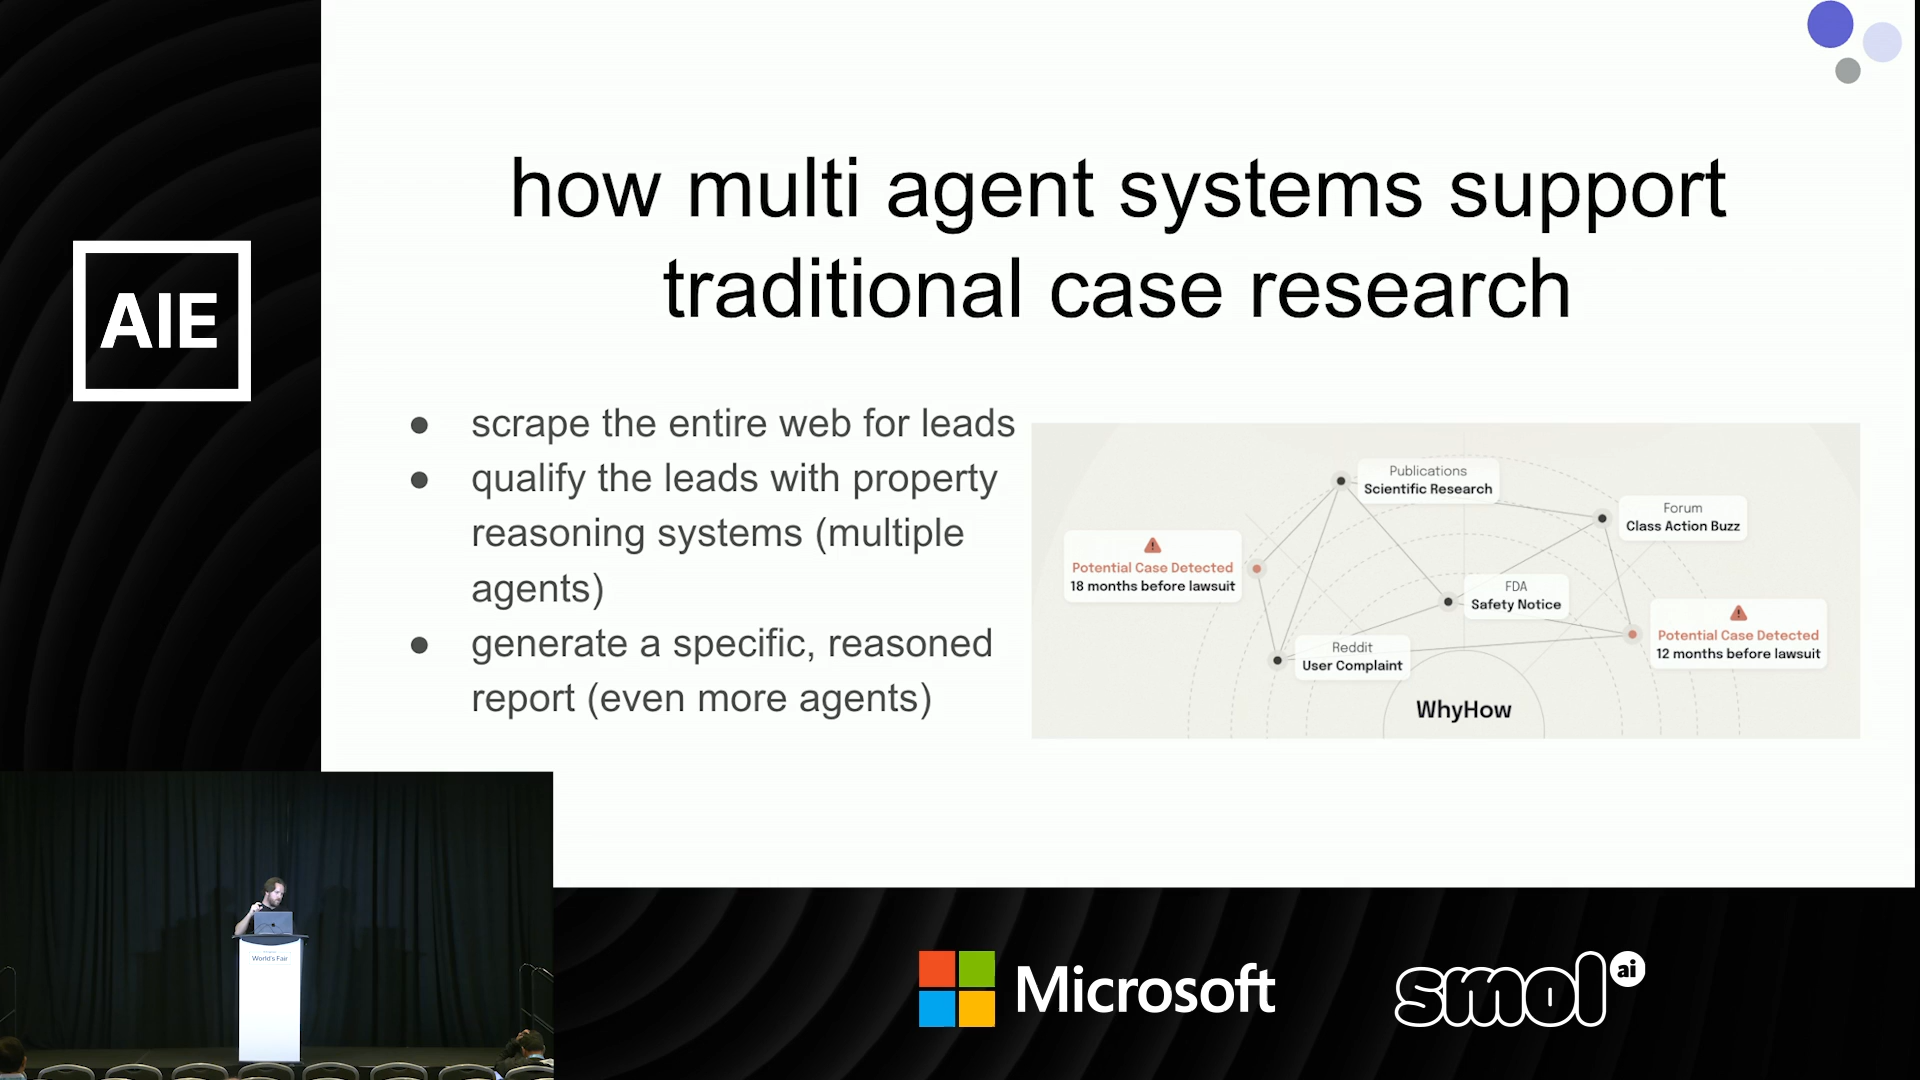 AIE
how multi agent systems support
traditional case research
● scrape the entire web for leads
● qualify the leads with property
reasoning systems (multiple
agents)
● generate a specific, reasoned
report (even more agents)
Publications
Scientific Research
Forum
Class Action Buzz
Potential Case Detected
18 months before lawsuit
FDA
Safety Notice
Potential Case Detected
12 months before lawsuit
Reddit
User Complaint
WhyHow
World's Fair
Microsoft
smol ai